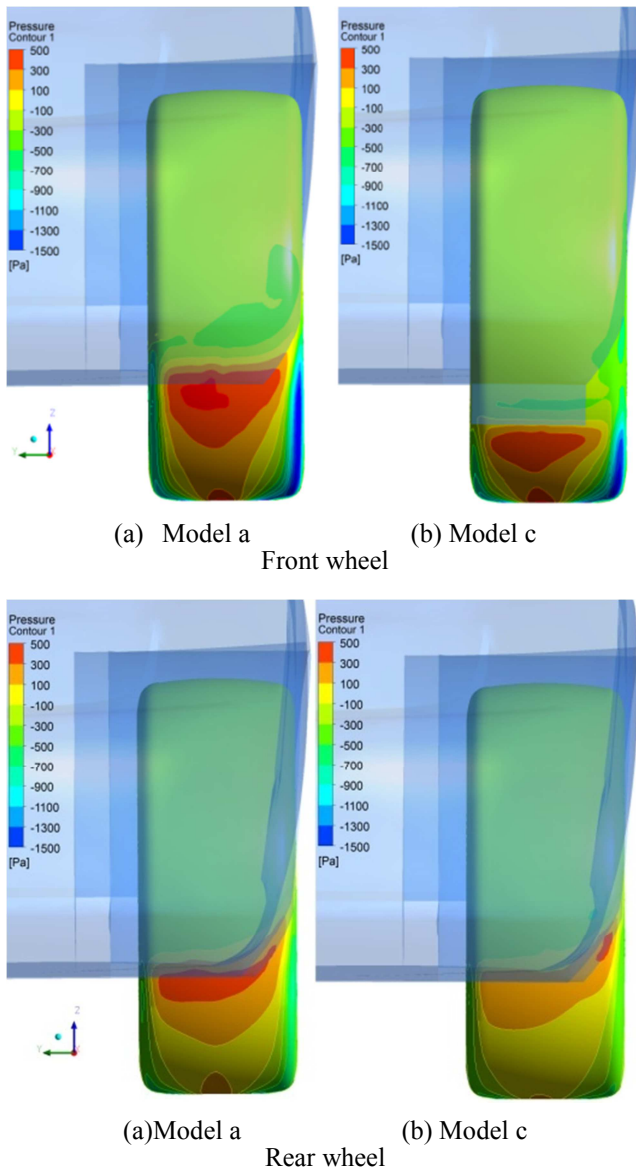 Pressure
Contour 1
500
300
100
-100
-300
-500
-700
-900
-1100
-1300
-1500
[Pa]
Z
Y
Pressure
Contour 1
500
300
100
-100
-300
-500
-700
-900
-1100
-1300
-1500
[Pa]
(a) Model a
(b) Model c
Front wheel
Pressure
Contour 1
500
300
100
-100
-300
-500
-700
-900
-1100
-1300
-1500
[Pa]
Z
Y
Pressure
Contour 1
500
300
100
-100
-300
-500
-700
-900
-1100
-1300
-1500
[Pa]
(a)Model a
(b) Model c
Rear wheel